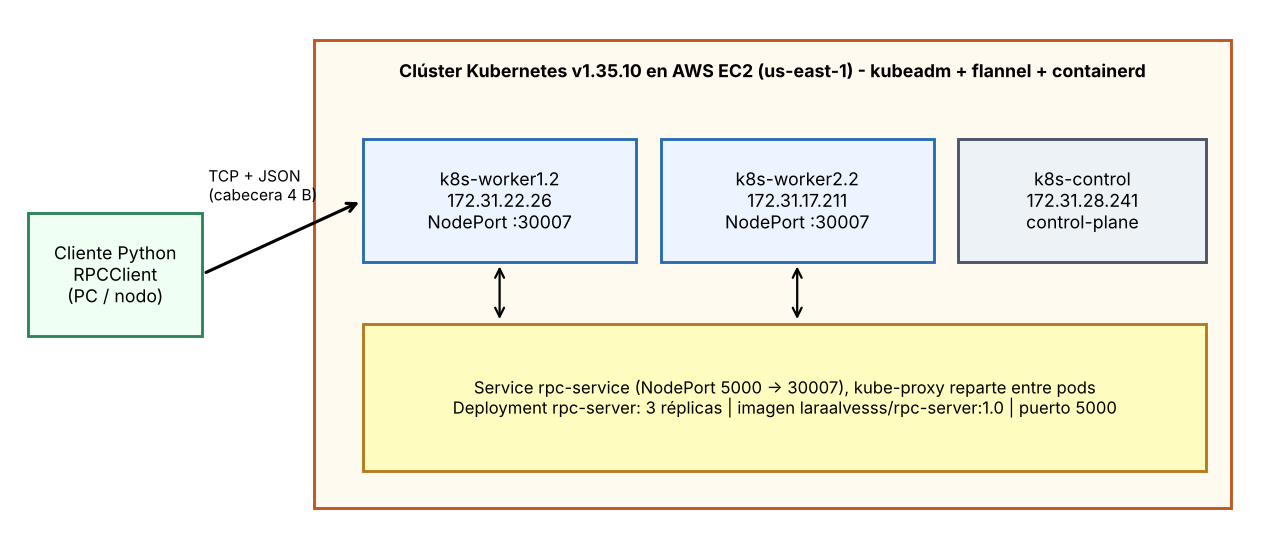 Clúster Kubernetes v1.35.10 en AWS EC2 (us-east-1) - kubeadm + flannel + containerd
TCP + JSON
(cabecera 4 B)
Cliente Python
RPCClient
(PC / nodo)
k8s-worker1.2
172.31.22.26
NodePort :30007
k8s-worker2.2
172.31.17.211
NodePort :30007
k8s-control
172.31.28.241
control-plane
Service rpc-service (NodePort 5000 → 30007), kube-proxy reparte entre pods
Deployment rpc-server: 3 réplicas | imagen laraalvesss/rpc-server:1.0 | puerto 5000